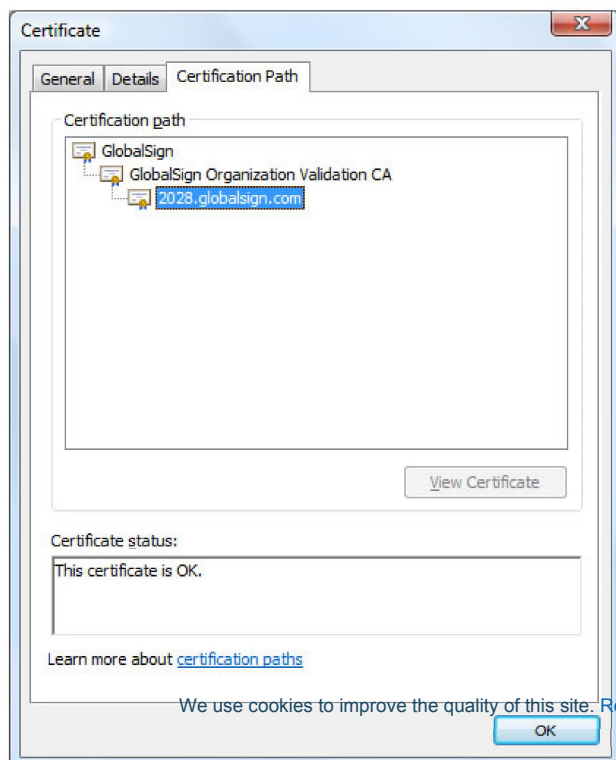 Certificate
General Details Certification Path
Certification path
GlobalSign
GlobalSign Organization Validation CA
2028.globalsign.com
View Certificate
Certificate status:
This certificate is OK.
Learn more about certification paths
We use cookies to improve the quality of this site.
OK